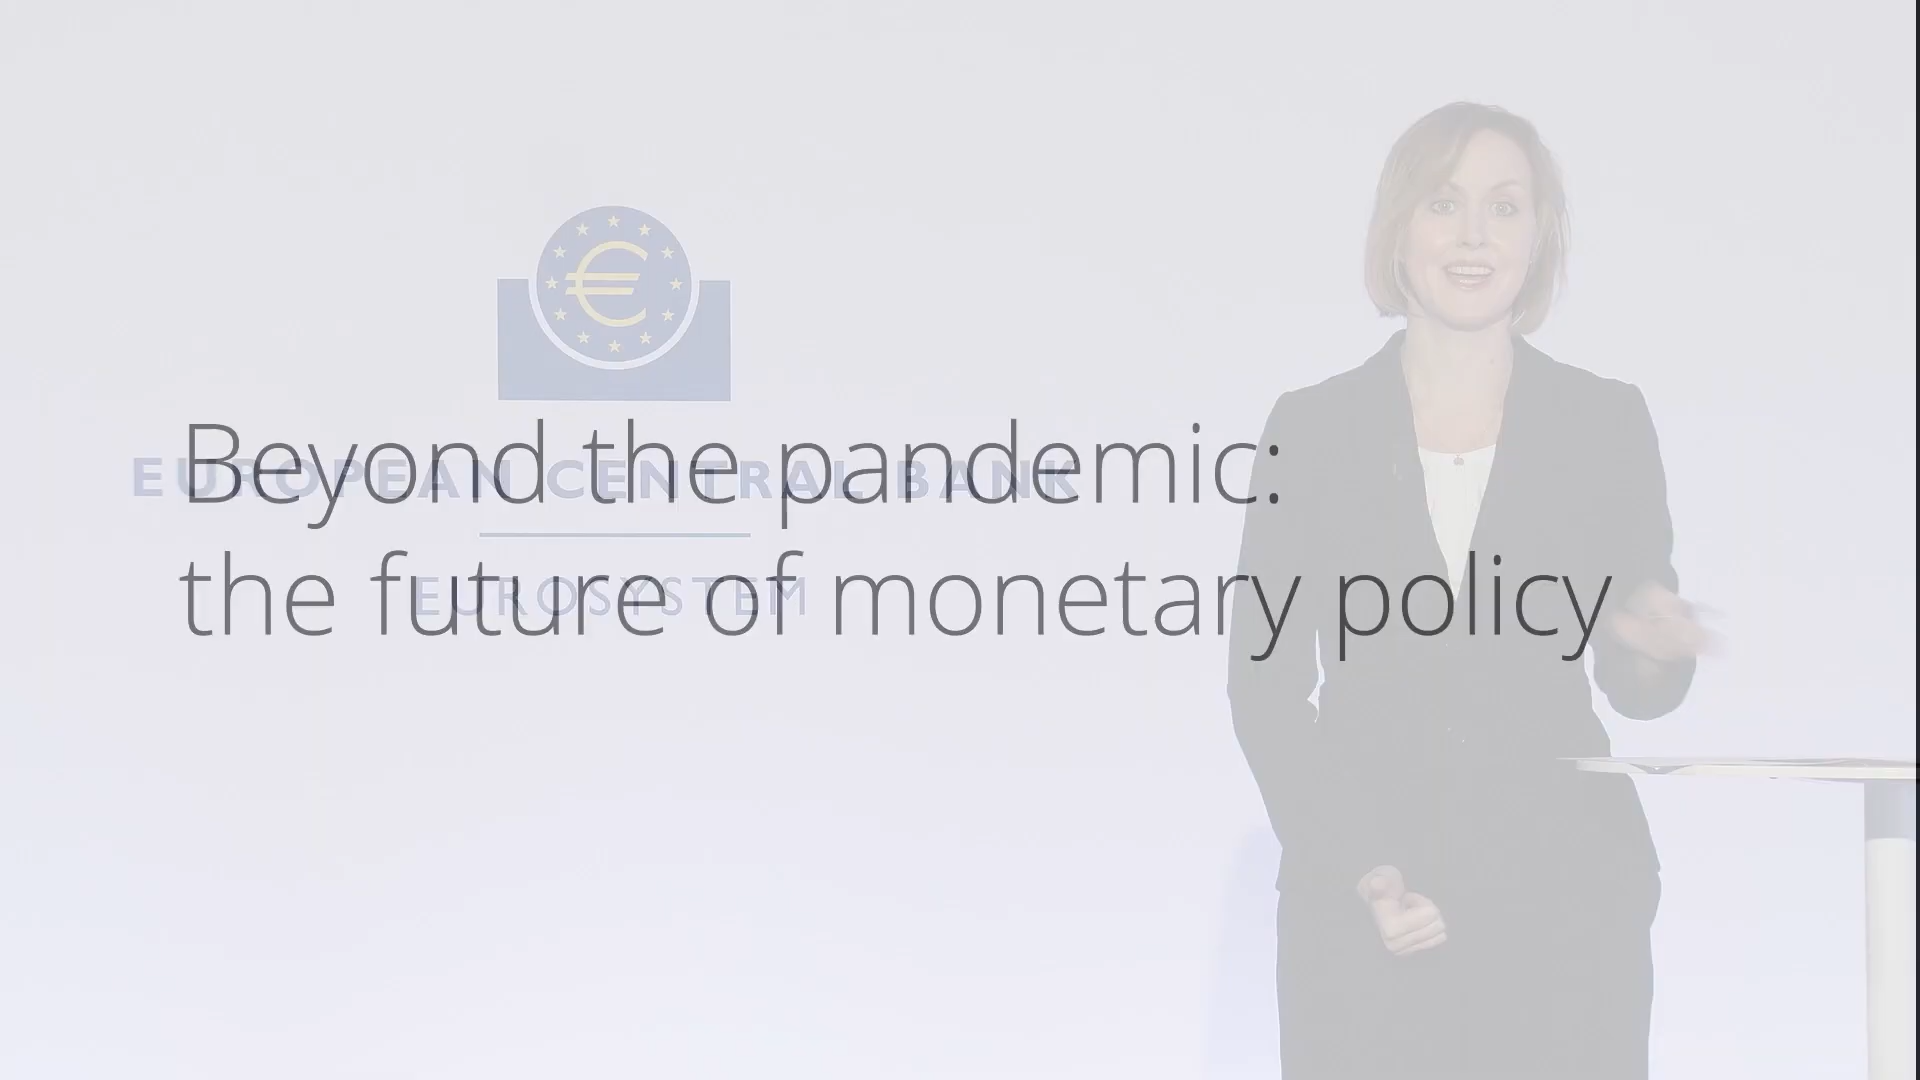 EUROPEAN CENTRAL BANK
EUROSYSTEM
Beyond the pandemic:
the future of monetary policy